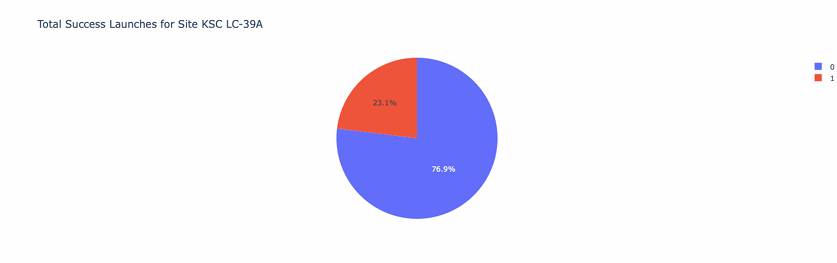 Total Success Launches for Site KSC LC-39A
0
1
23.1%
76.9%